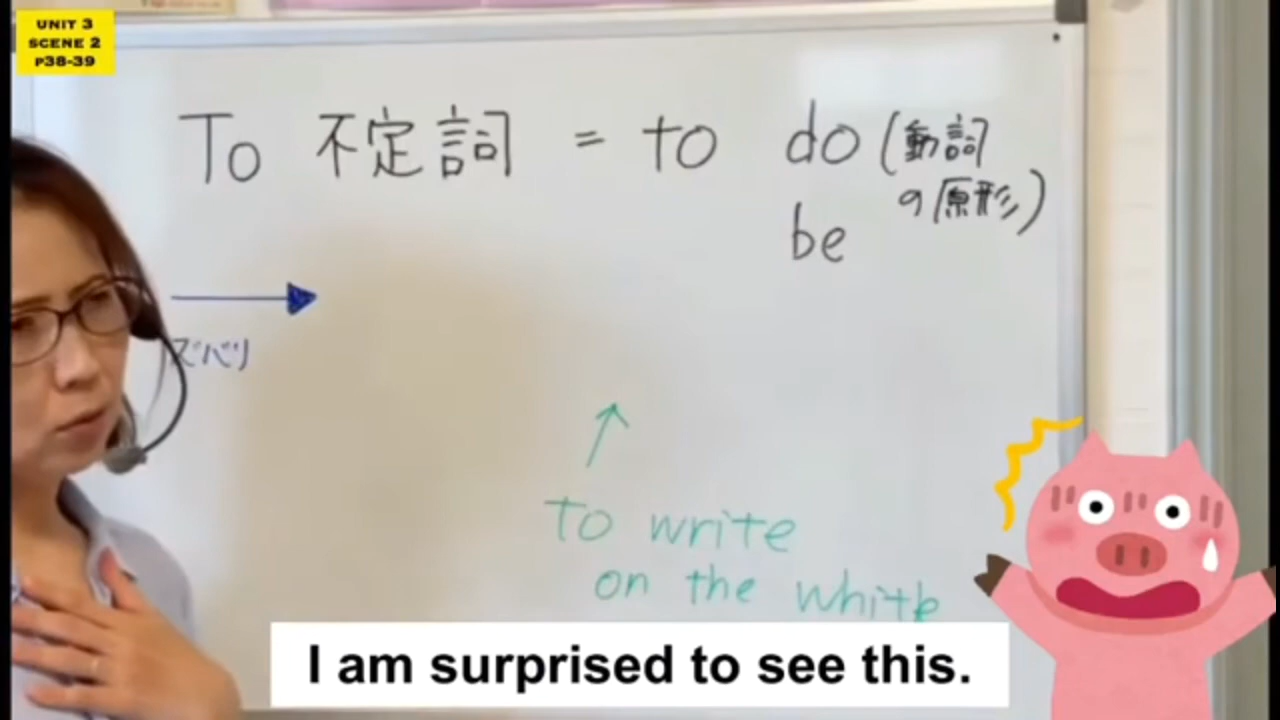 UNIT 3
SCENE 2
P38-39
To 不定詞 = to do (動詞
の原形)
be
ズバリ
To write
on the white
I am surprised to see this.